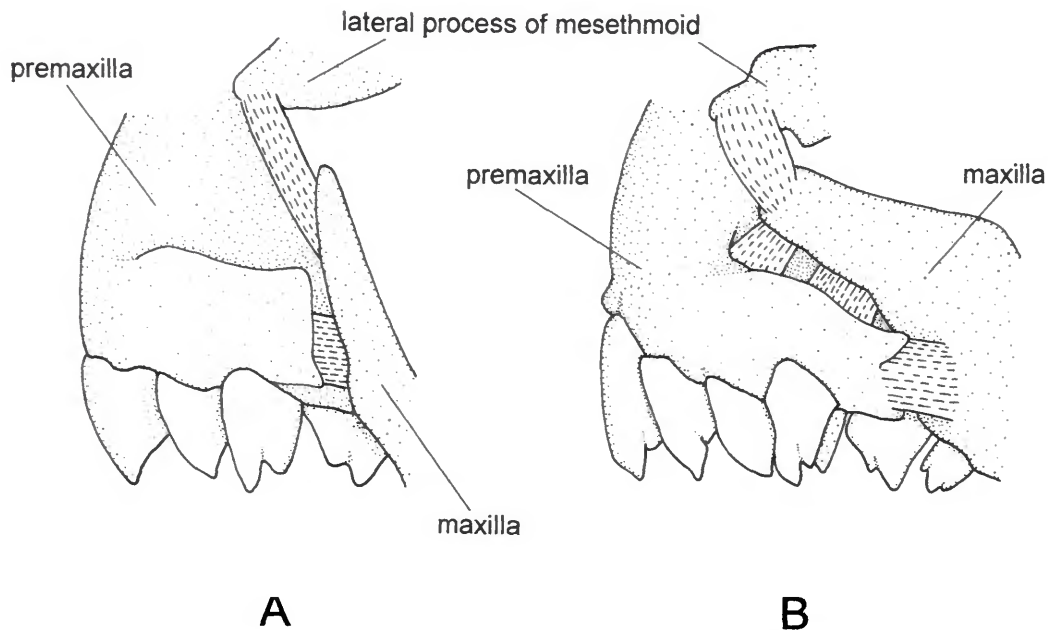 lateral process of mesethmoid
premaxilla
premaxilla
maxilla
maxilla
A
B